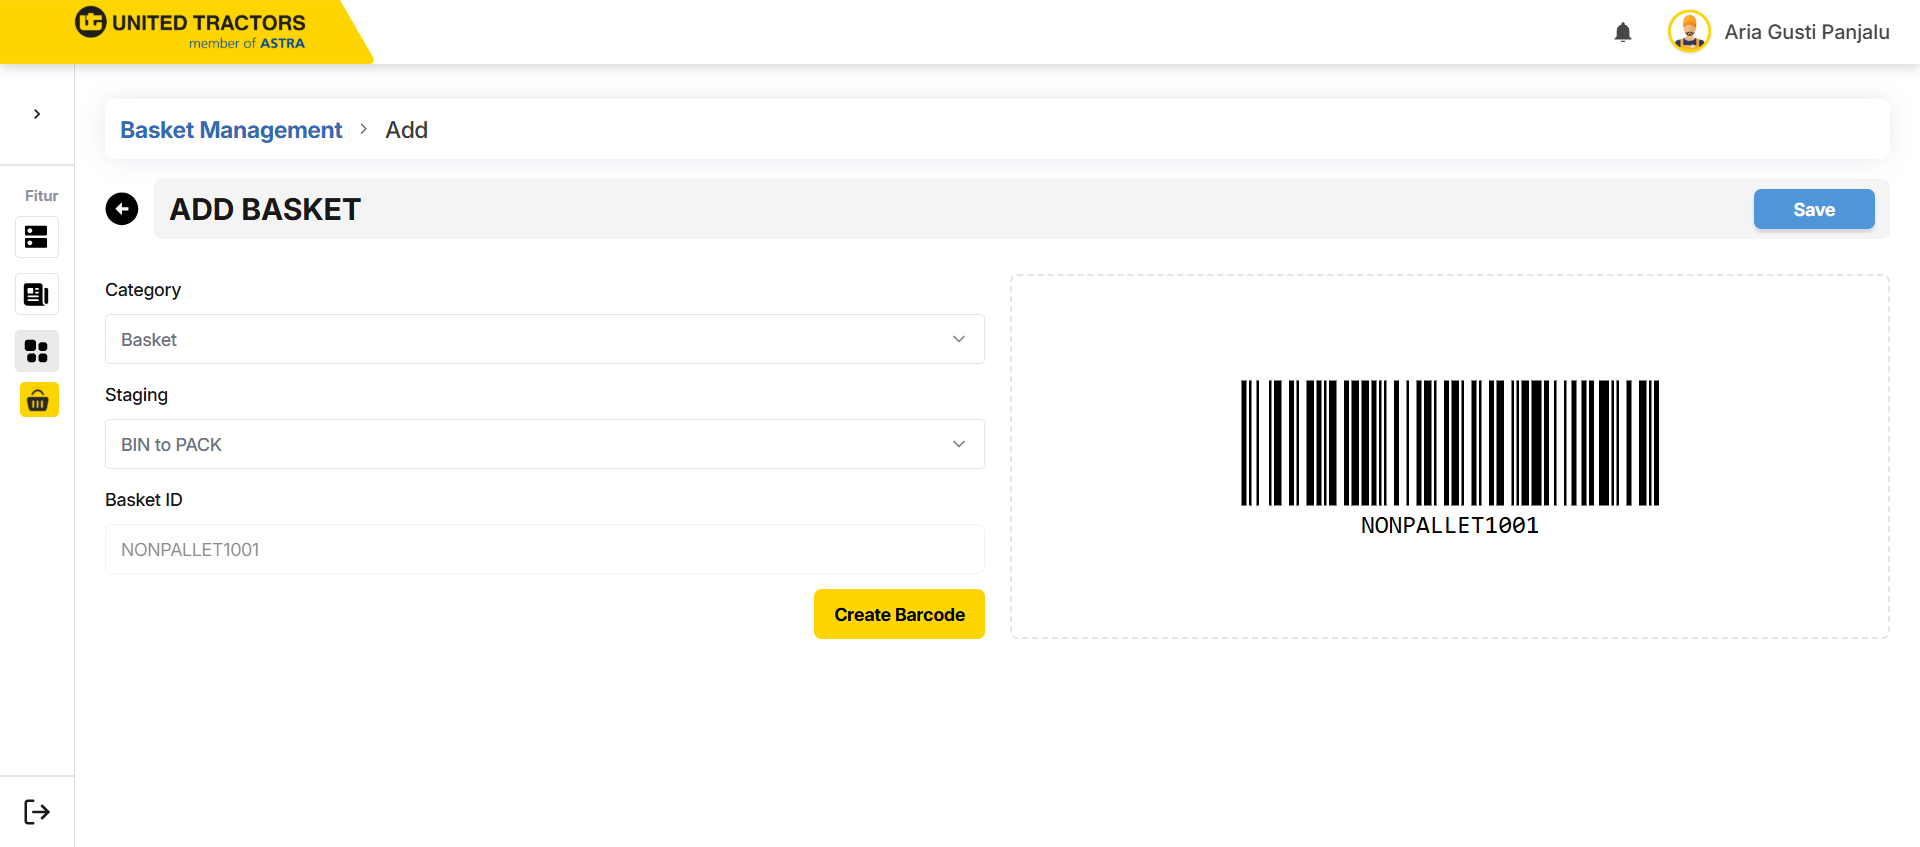 UNITED TRACTORS
member of ASTRA
Aria Gusti Panjalu
Basket Management > Add
Fitur
ADD BASKET
Save
Category
Basket
Staging
BIN to PACK
Basket ID
NONPALLET1001
Create Barcode
NONPALLET1001